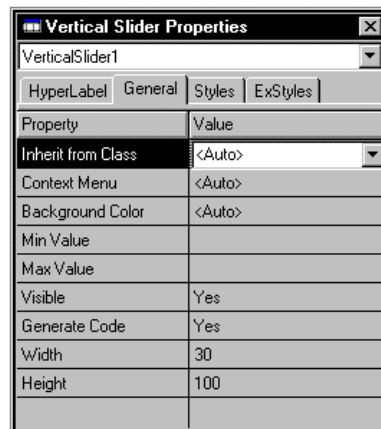 Vertical Slider Properties
VerticalSlider1
HyperLabel General Styles ExStyles
Property Value
Inherit from Class <Auto>
Context Menu <Auto>
Background Color <Auto>
Min Value
Max Value
Visible Yes
Generate Code Yes
Width 30
Height 100